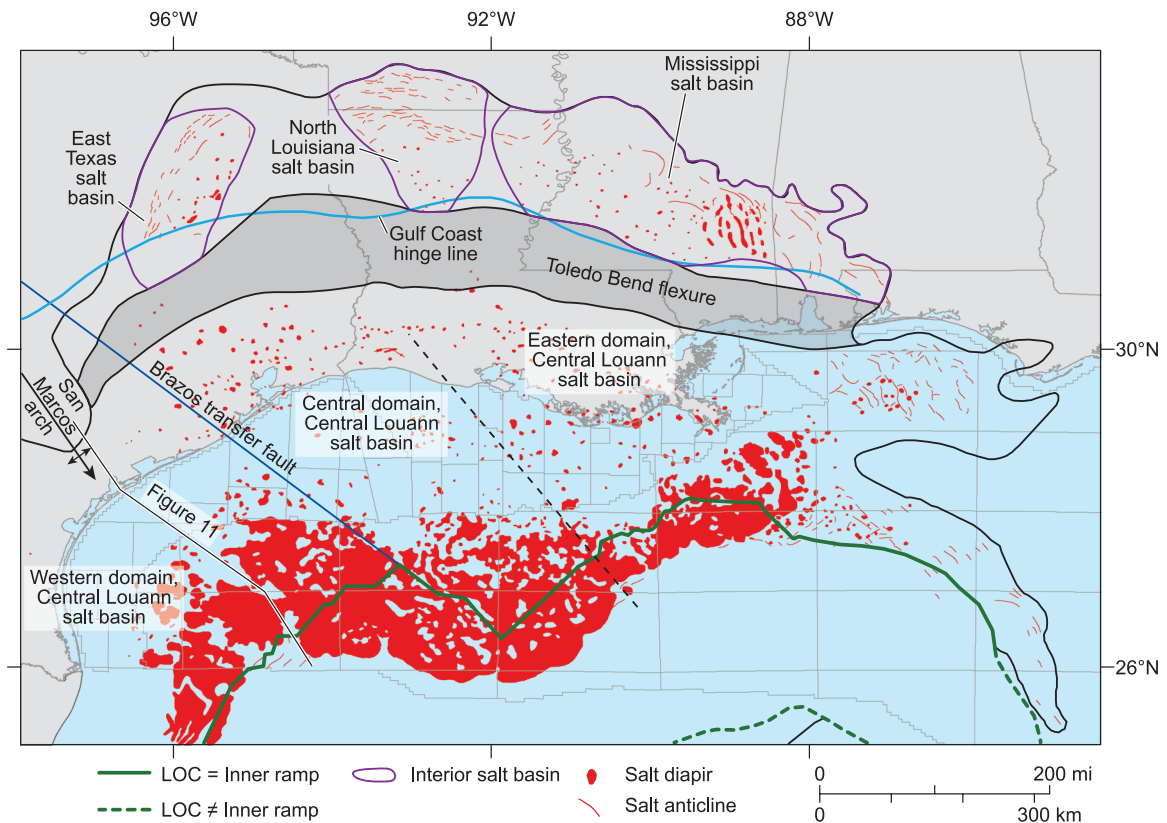 96°W
92°W
88°W
Mississippi
salt basin
North
Louisiana
salt basin
East
Texas
salt
basin
Gulf Coast
hinge line
Toledo Bend flexure
30°N
Eastern domain,
Central Louann
salt basin
San
Marcos
arch
Brazos transfer fault
Central domain,
Central Louann
salt basin
Figure 11
Western domain,
Central Louann
salt basin
26°N
LOC = Inner ramp
Interior salt basin
Salt diapir
0
200 mi
LOC ≠ Inner ramp
Salt anticline
0
300 km